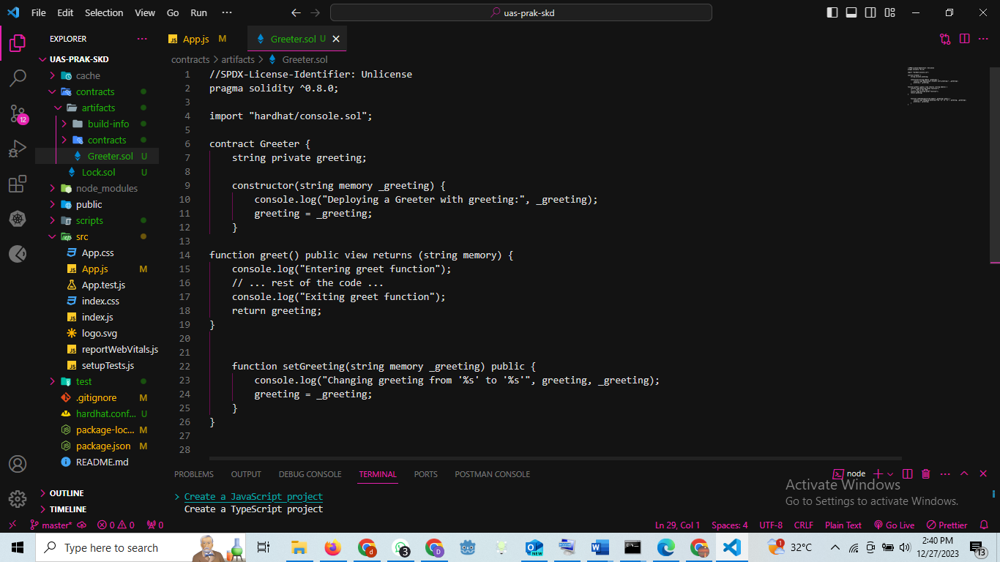 File Edit Selection View Go Run ··· uas-prak-skd
EXPLORER ···
App.js M Greeter.sol U
contracts > artifacts > Greeter.sol
UAS-PRAK-SKD
cache
contracts
artifacts
build-info
contracts
Greeter.sol U
Lock.sol U
node_modules
public
scripts
src
App.css
App.js M
App.test.js
index.css
index.js
logo.svg
reportWebVitals.js
setupTests.js
test
.gitignore M
hardhat.conf... U
package-loc... M
package.json M
README.md
OUTLINE
TIMELINE
12
1 //SPDX-License-Identifier: Unlicense
2 pragma solidity ^0.8.0;
3
4 import "hardhat/console.sol";
5
6 contract Greeter {
7 string private greeting;
8
9 constructor(string memory _greeting) {
10 console.log("Deploying a Greeter with greeting:", _greeting);
11 greeting = _greeting;
12 }
13
14 function greet() public view returns (string memory) {
15 console.log("Entering greet function");
16 // ... rest of the code ...
17 console.log("Exiting greet function");
18 return greeting;
19 }
20
21
22 function setGreeting(string memory _greeting) public {
23 console.log("Changing greeting from '%s' to '%s'", greeting, _greeting);
24 greeting = _greeting;
25 }
26 }
27
28
PROBLEMS OUTPUT DEBUG CONSOLE TERMINAL PORTS POSTMAN CONSOLE node
> Create a JavaScript project
Create a TypeScript project
Activate Windows
Go to Settings to activate Windows.
master* 0 0 0 Ln 29, Col 1 Spaces: 4 UTF-8 CRLF Plain Text Go Live Prettier
Type here to search
d
3
D
NEW
1
32°C
2:40 PM
12/27/2023
13